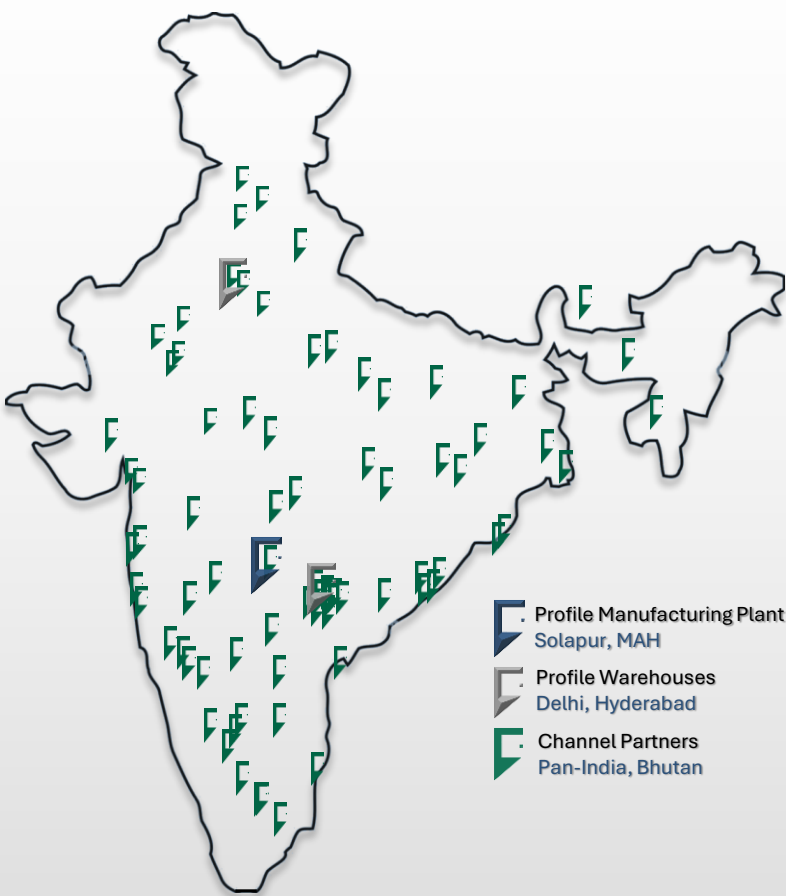 Profile Manufacturing Plant
Solapur, MAH
Profile Warehouses
Delhi, Hyderabad
Channel Partners
Pan-India, Bhutan